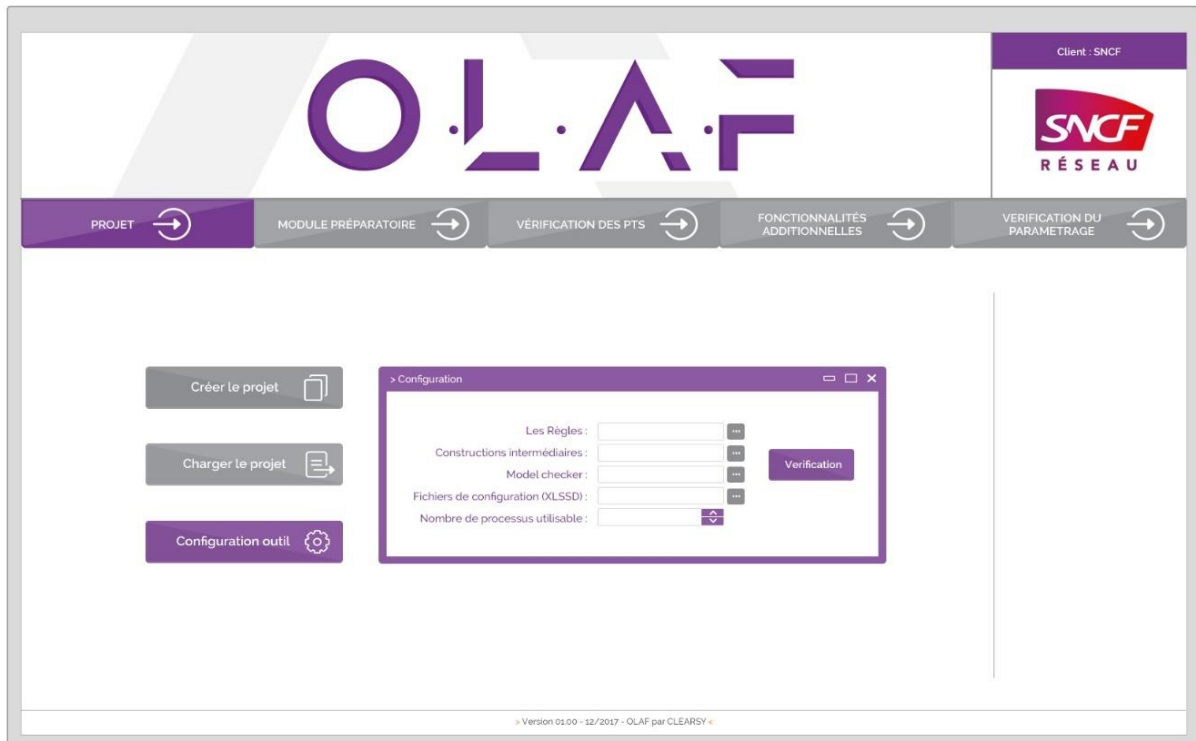 O.L.A.F
Client : SNCF
SNCF
RÉSEAU
PROJET
MODULE PRÉPARATOIRE
VÉRIFICATION DES PTS
FONCTIONNALITÉS
ADDITIONNELLES
VERIFICATION DU
PARAMETRAGE
Créer le projet
Charger le projet
Configuration outil
> Configuration
Les Règles :
Constructions intermédiaires :
Model checker :
Fichiers de configuration (XLSSD) :
Nombre de processus utilisable :
Verification
> Version 01.00 - 12/2017 - OLAF par CLEARSY <